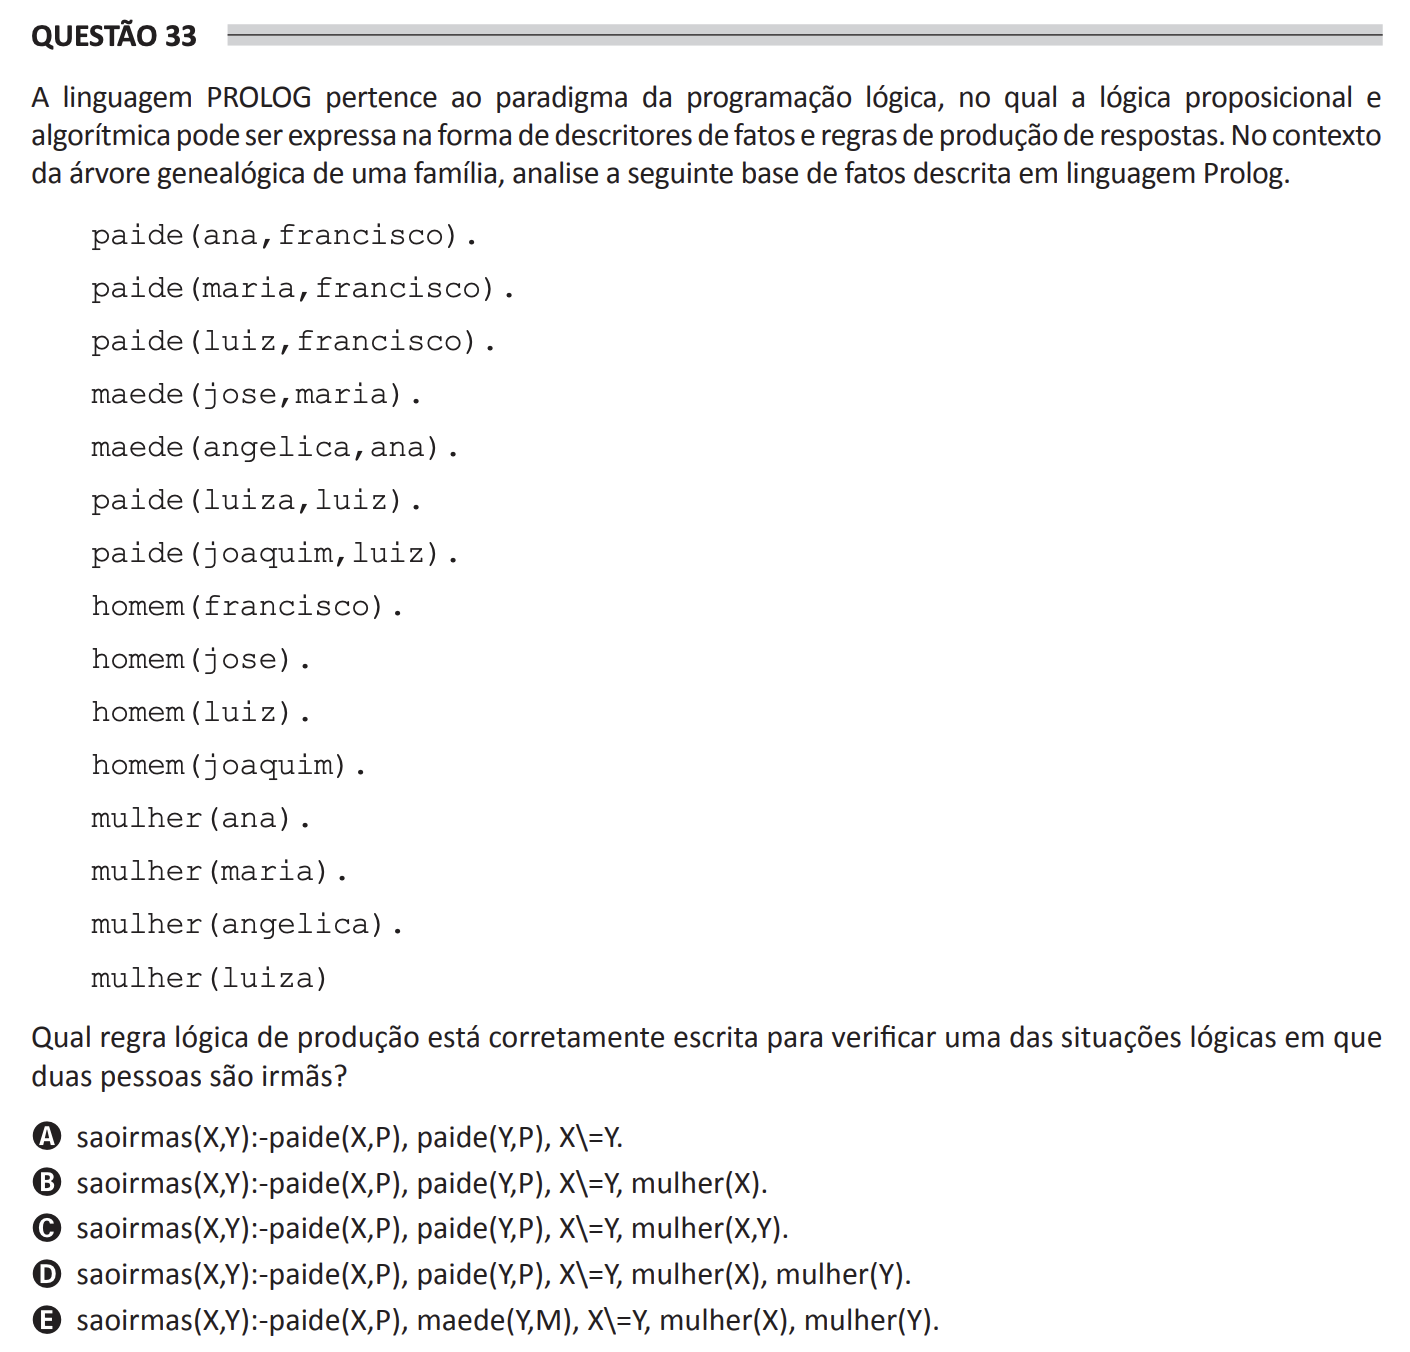 QUESTÃO 33
A linguagem PROLOG pertence ao paradigma da programação lógica, no qual a lógica proposicional e
algorítmica pode ser expressa na forma de descritores de fatos e regras de produção de respostas. No contexto
da árvore genealógica de uma família, analise a seguinte base de fatos descrita em linguagem Prolog.
paide(ana,francisco).
paide(maria,francisco).
paide(luiz,francisco).
maede(jose,maria).
maede(angelica,ana).
paide(luiza,luiz).
paide(joaquim,luiz).
homem(francisco).
homem(jose).
homem(luiz).
homem(joaquim).
mulher(ana).
mulher(maria).
mulher(angelica).
mulher(luiza)
Qual regra lógica de produção está corretamente escrita para verificar uma das situações lógicas em que
duas pessoas são irmãs?
A saoirmas(X,Y):-paide(X,P), paide(Y,P), X\=Y.
B saoirmas(X,Y):-paide(X,P), paide(Y,P), X\=Y, mulher(X).
C saoirmas(X,Y):-paide(X,P), paide(Y,P), X\=Y, mulher(X,Y).
D saoirmas(X,Y):-paide(X,P), paide(Y,P), X\=Y, mulher(X), mulher(Y).
E saoirmas(X,Y):-paide(X,P), maede(Y,M), X\=Y, mulher(X), mulher(Y).